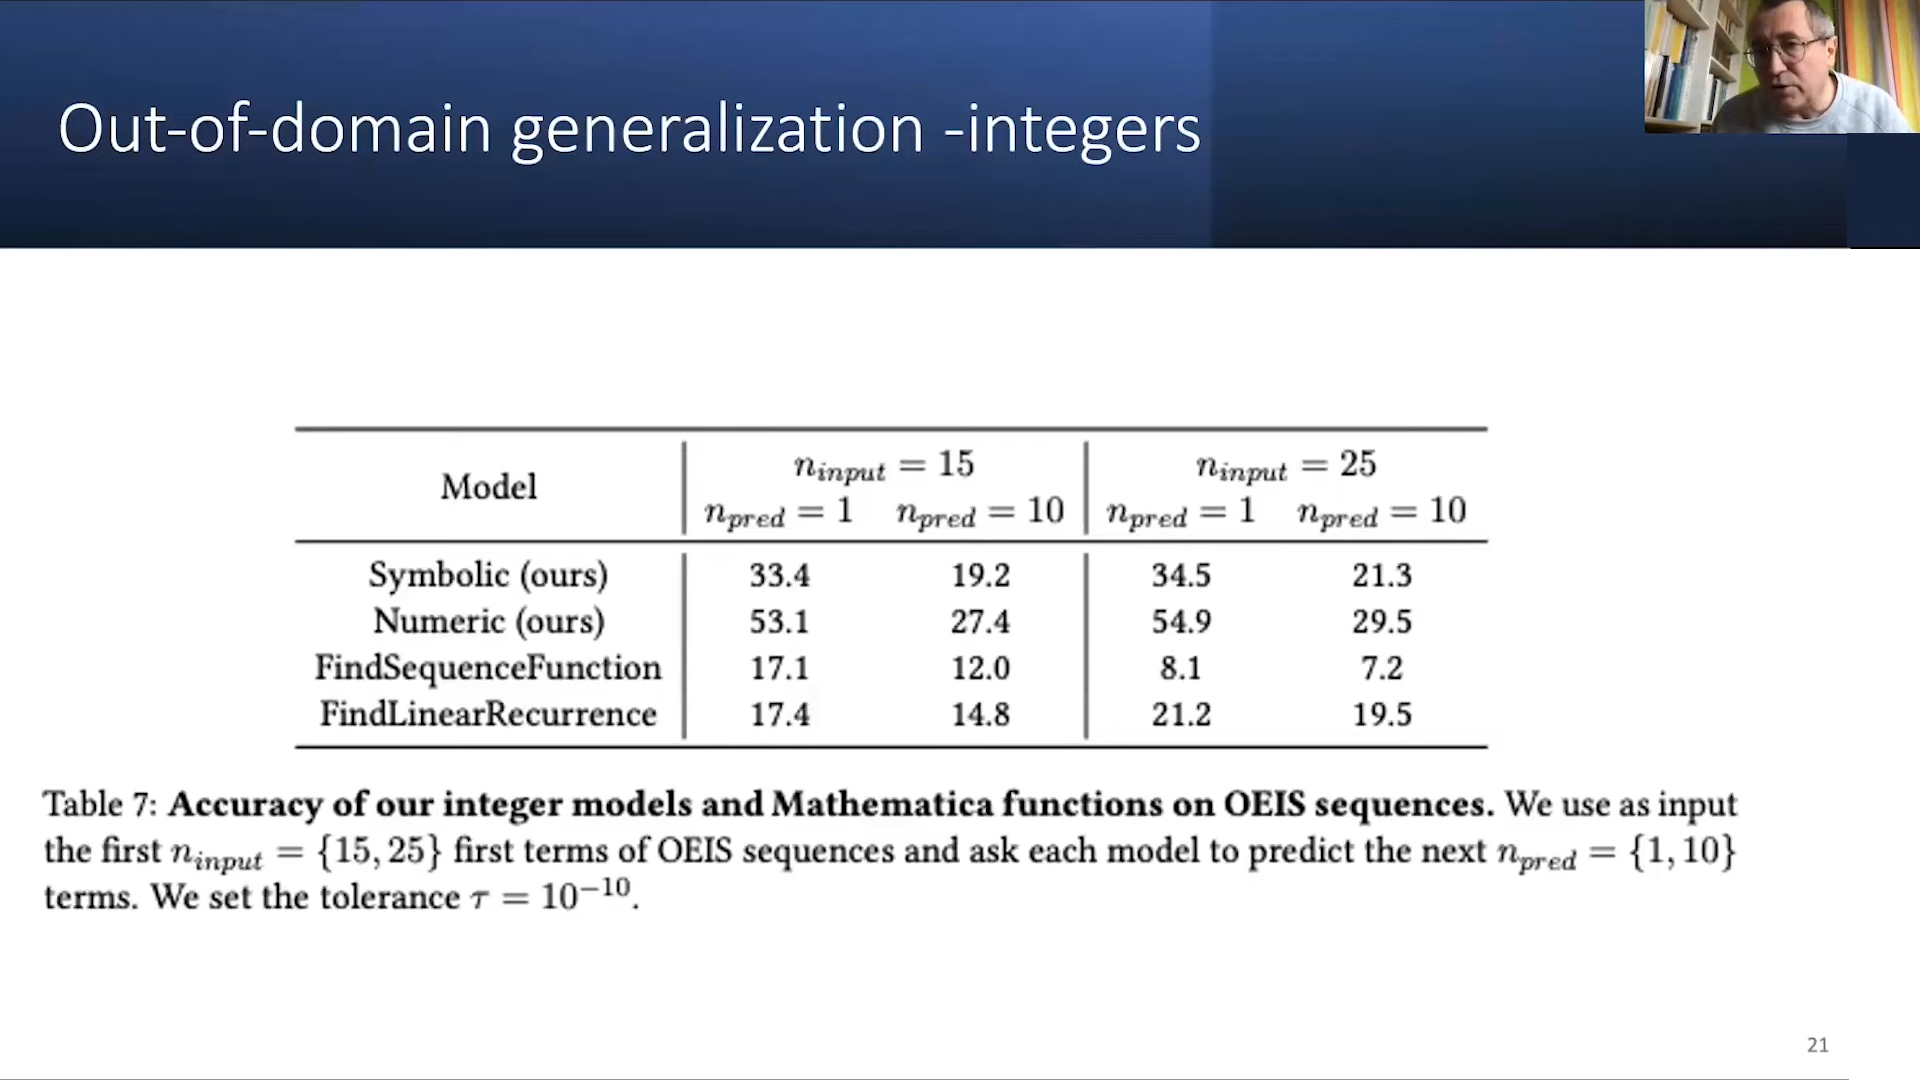 Out-of-domain generalization -integers
Model
n_input = 15
n_input = 25
n_pred = 1 n_pred = 10 n_pred = 1 n_pred = 10
Symbolic (ours) 33.4 19.2 34.5 21.3
Numeric (ours) 53.1 27.4 54.9 29.5
FindSequenceFunction 17.1 12.0 8.1 7.2
FindLinearRecurrence 17.4 14.8 21.2 19.5
Table 7: Accuracy of our integer models and Mathematica functions on OEIS sequences. We use as input
the first n_input = {15, 25} first terms of OEIS sequences and ask each model to predict the next n_pred = {1, 10}
terms. We set the tolerance τ = 10⁻¹⁰.
21